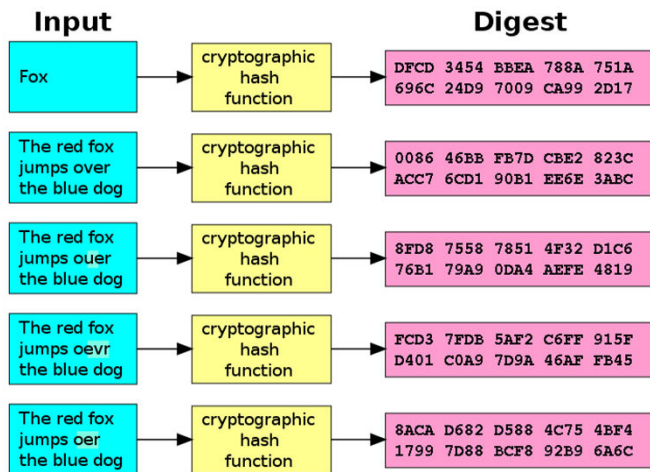 Input
Digest
Fox
cryptographic
hash
function
DFCD 3454 BBEA 788A 751A
696C 24D9 7009 CA99 2D17
The red fox
jumps over
the blue dog
cryptographic
hash
function
0086 46BB FB7D CBE2 823C
ACC7 6CD1 90B1 EE6E 3ABC
The red fox
jumps ouer
the blue dog
cryptographic
hash
function
8FD8 7558 7851 4F32 D1C6
76B1 79A9 0DA4 AEFE 4819
The red fox
jumps oevr
the blue dog
cryptographic
hash
function
FCD3 7FDB 5AF2 C6FF 915F
D401 C0A9 7D9A 46AF FB45
The red fox
jumps oer
the blue dog
cryptographic
hash
function
8ACA D682 D588 4C75 4BF4
1799 7D88 BCF8 92B9 6A6C